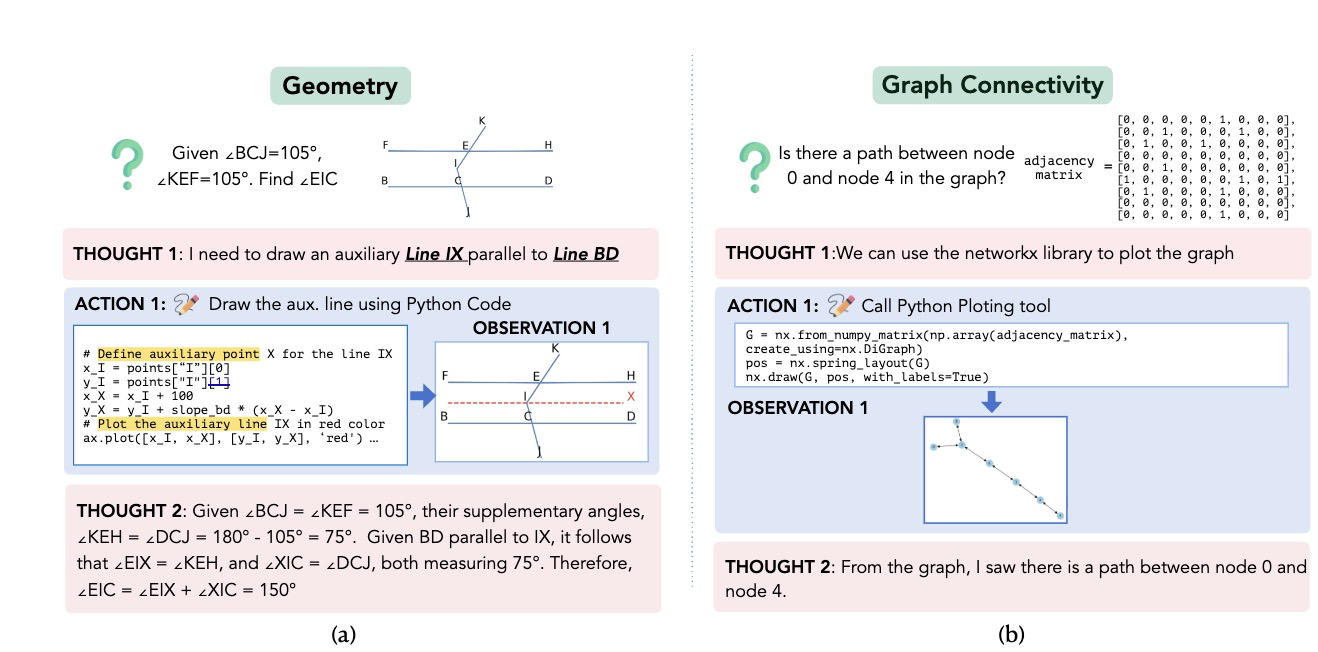 Geometry
Given ∠BCJ=105°,
∠KEF=105°. Find ∠EIC
K
F
E
H
I
B
C
D
J
THOUGHT 1: I need to draw an auxiliary Line IX parallel to Line BD
ACTION 1: Draw the aux. line using Python Code
# Define auxiliary point X for the line IX
x_I = points["I"][0]
y_I = points["I"][1]
x_X = x_I + 100
y_X = y_I + slope_bd * (x_X - x_I)
# Plot the auxiliary line IX in red color
ax.plot([x_I, x_X], [y_I, y_X], 'red') …
OBSERVATION 1
K
F
E
H
I
X
B
C
D
J
THOUGHT 2: Given ∠BCJ = ∠KEF = 105°, their supplementary angles,
∠KEH = ∠DCJ = 180° - 105° = 75°. Given BD parallel to IX, it follows
that ∠EIX = ∠KEH, and ∠XIC = ∠DCJ, both measuring 75°. Therefore,
∠EIC = ∠EIX + ∠XIC = 150°
(a)
Graph Connectivity
Is there a path between node
0 and node 4 in the graph?
adjacency
matrix
=
[0, 0, 0, 0, 0, 1, 0, 0, 0],
[0, 0, 1, 0, 0, 0, 1, 0, 0],
[0, 1, 0, 0, 1, 0, 0, 0, 0],
[0, 0, 0, 0, 0, 0, 0, 0, 0],
[0, 0, 1, 0, 0, 0, 0, 0, 0],
[1, 0, 0, 0, 0, 0, 1, 0, 1],
[0, 1, 0, 0, 0, 1, 0, 0, 0],
[0, 0, 0, 0, 0, 0, 0, 0, 0],
[0, 0, 0, 0, 0, 1, 0, 0, 0]
THOUGHT 1:We can use the networkx library to plot the graph
ACTION 1: Call Python Ploting tool
G = nx.from_numpy_matrix(np.array(adjacency_matrix),
create_using=nx.DiGraph)
pos = nx.spring_layout(G)
nx.draw(G, pos, with_labels=True)
OBSERVATION 1
THOUGHT 2: From the graph, I saw there is a path between node 0 and
node 4.
(b)